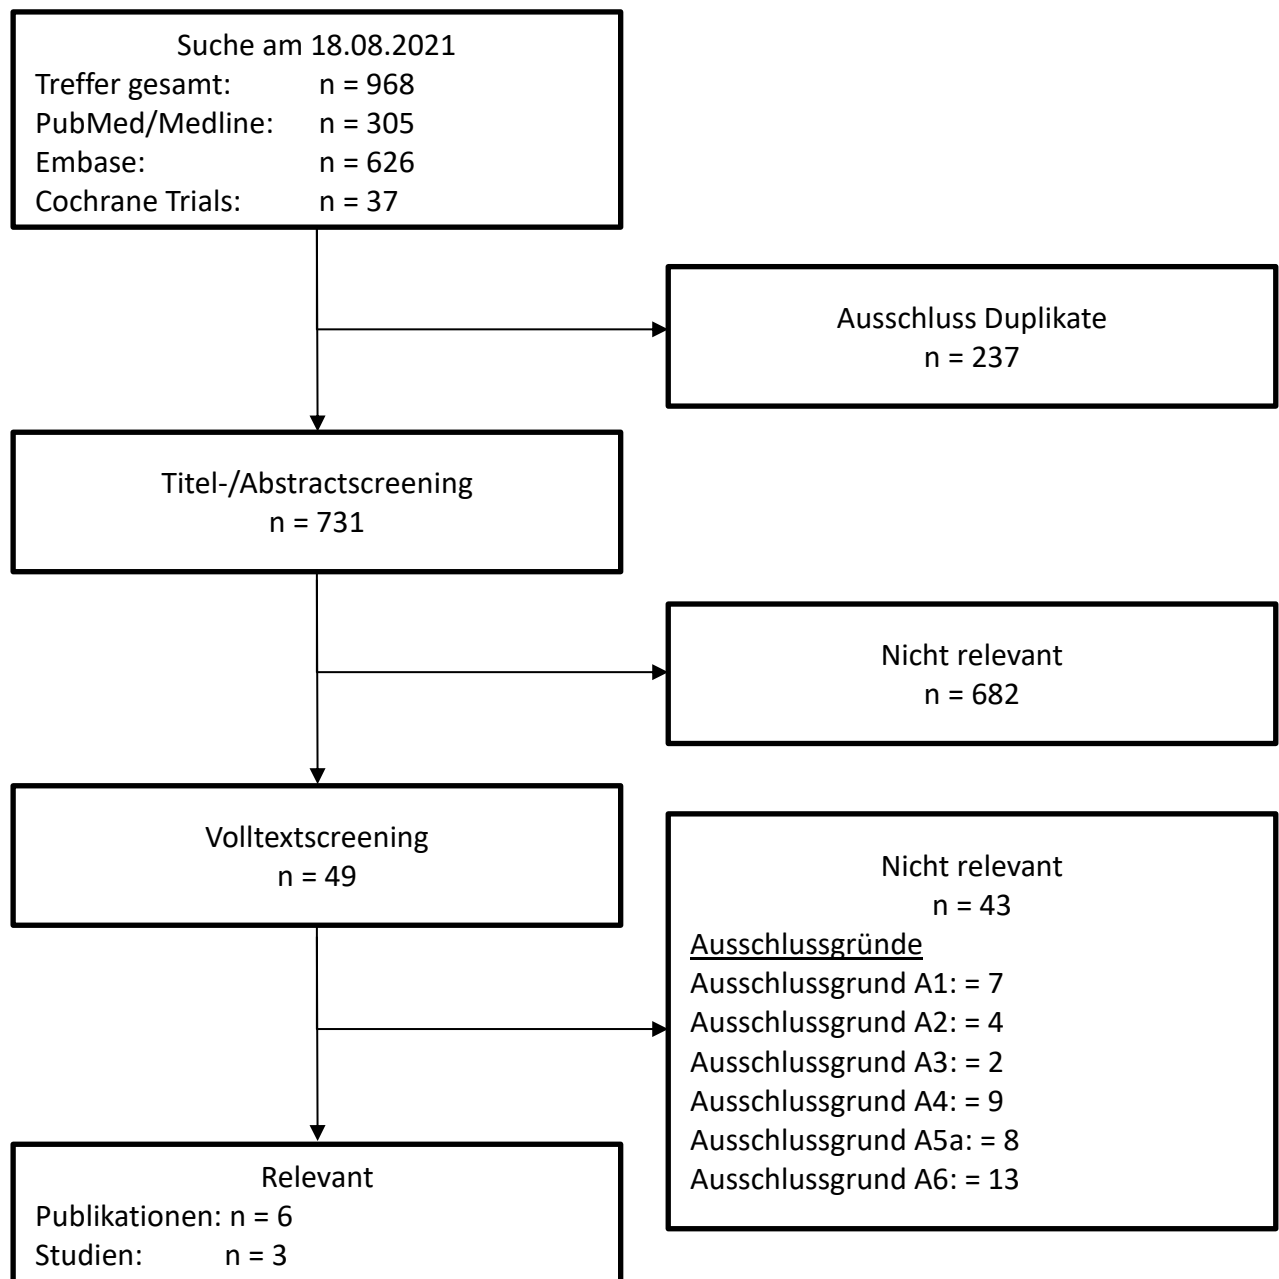 Suche am 18.08.2021
Treffer gesamt: n = 968
PubMed/Medline: n = 305
Embase: n = 626
Cochrane Trials: n = 37
Ausschluss Duplikate
n = 237
Titel-/Abstractscreening
n = 731
Nicht relevant
n = 682
Volltextscreening
n = 49
Nicht relevant
n = 43
Ausschlussgründe
Ausschlussgrund A1: = 7
Ausschlussgrund A2: = 4
Ausschlussgrund A3: = 2
Ausschlussgrund A4: = 9
Ausschlussgrund A5a: = 8
Ausschlussgrund A6: = 13
Relevant
Publikationen: n = 6
Studien: n = 3